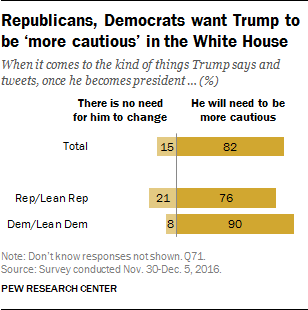 Republicans, Democrats want Trump to
be ‘more cautious’ in the White House
When it comes to the kind of things Trump says and
tweets, once he becomes president ... (%)
There is no need
for him to change
He will need to be
more cautious
Total 15 82
Rep/Lean Rep 21 76
Dem/Lean Dem 8 90
Note: Don’t know responses not shown. Q71.
Source: Survey conducted Nov. 30-Dec. 5, 2016.
PEW RESEARCH CENTER